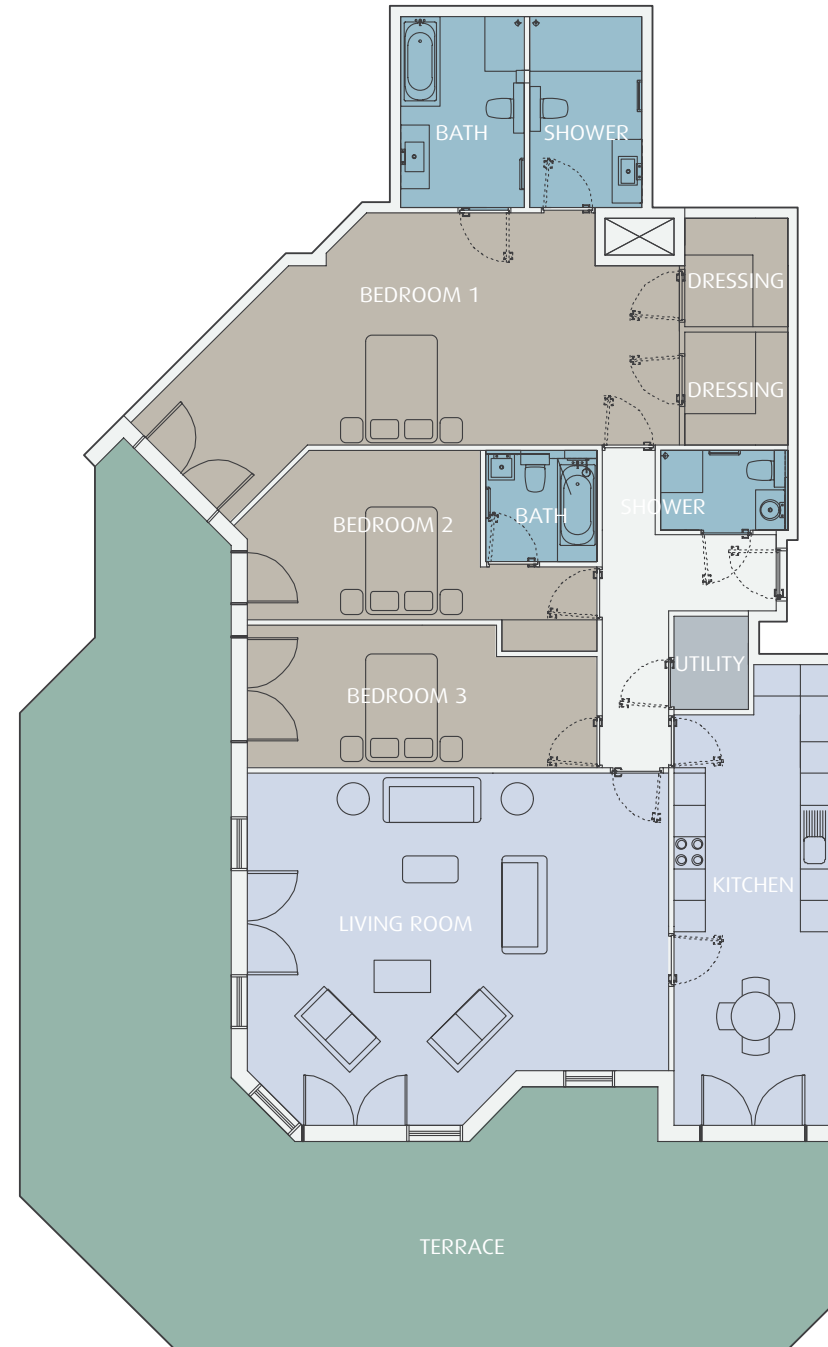 BATH
SHOWER
BEDROOM 1
DRESSING
DRESSING
BEDROOM 2
BATH
SHOWER
BEDROOM 3
UTILITY
LIVING ROOM
KITCHEN
TERRACE